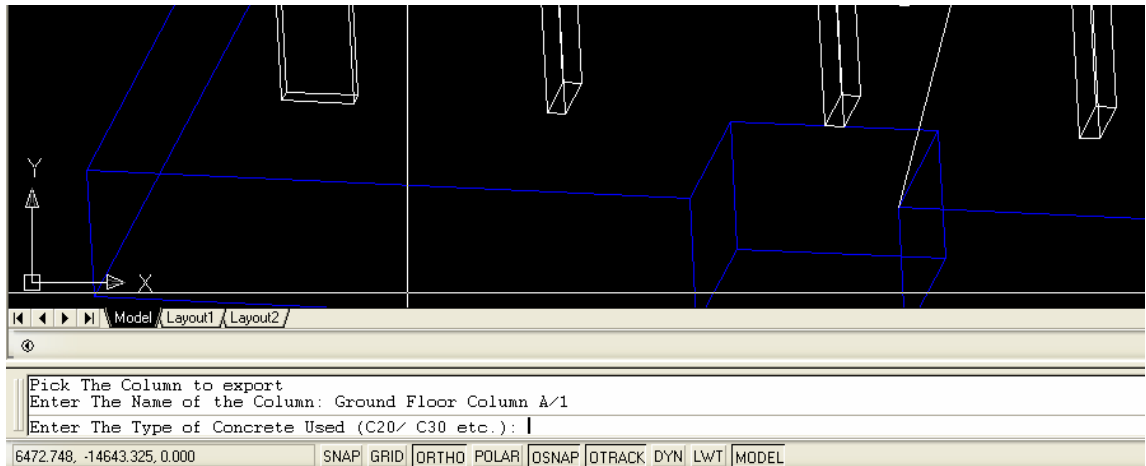 Y
X
Model Layout1 Layout2
Pick The Column to export
Enter The Name of the Column: Ground Floor Column A/1
Enter The Type of Concrete Used (C20/ C30 etc.):
6472.748, -14643.325, 0.000 SNAP GRID ORTHO POLAR OSNAP OTRACK DYN LWT MODEL